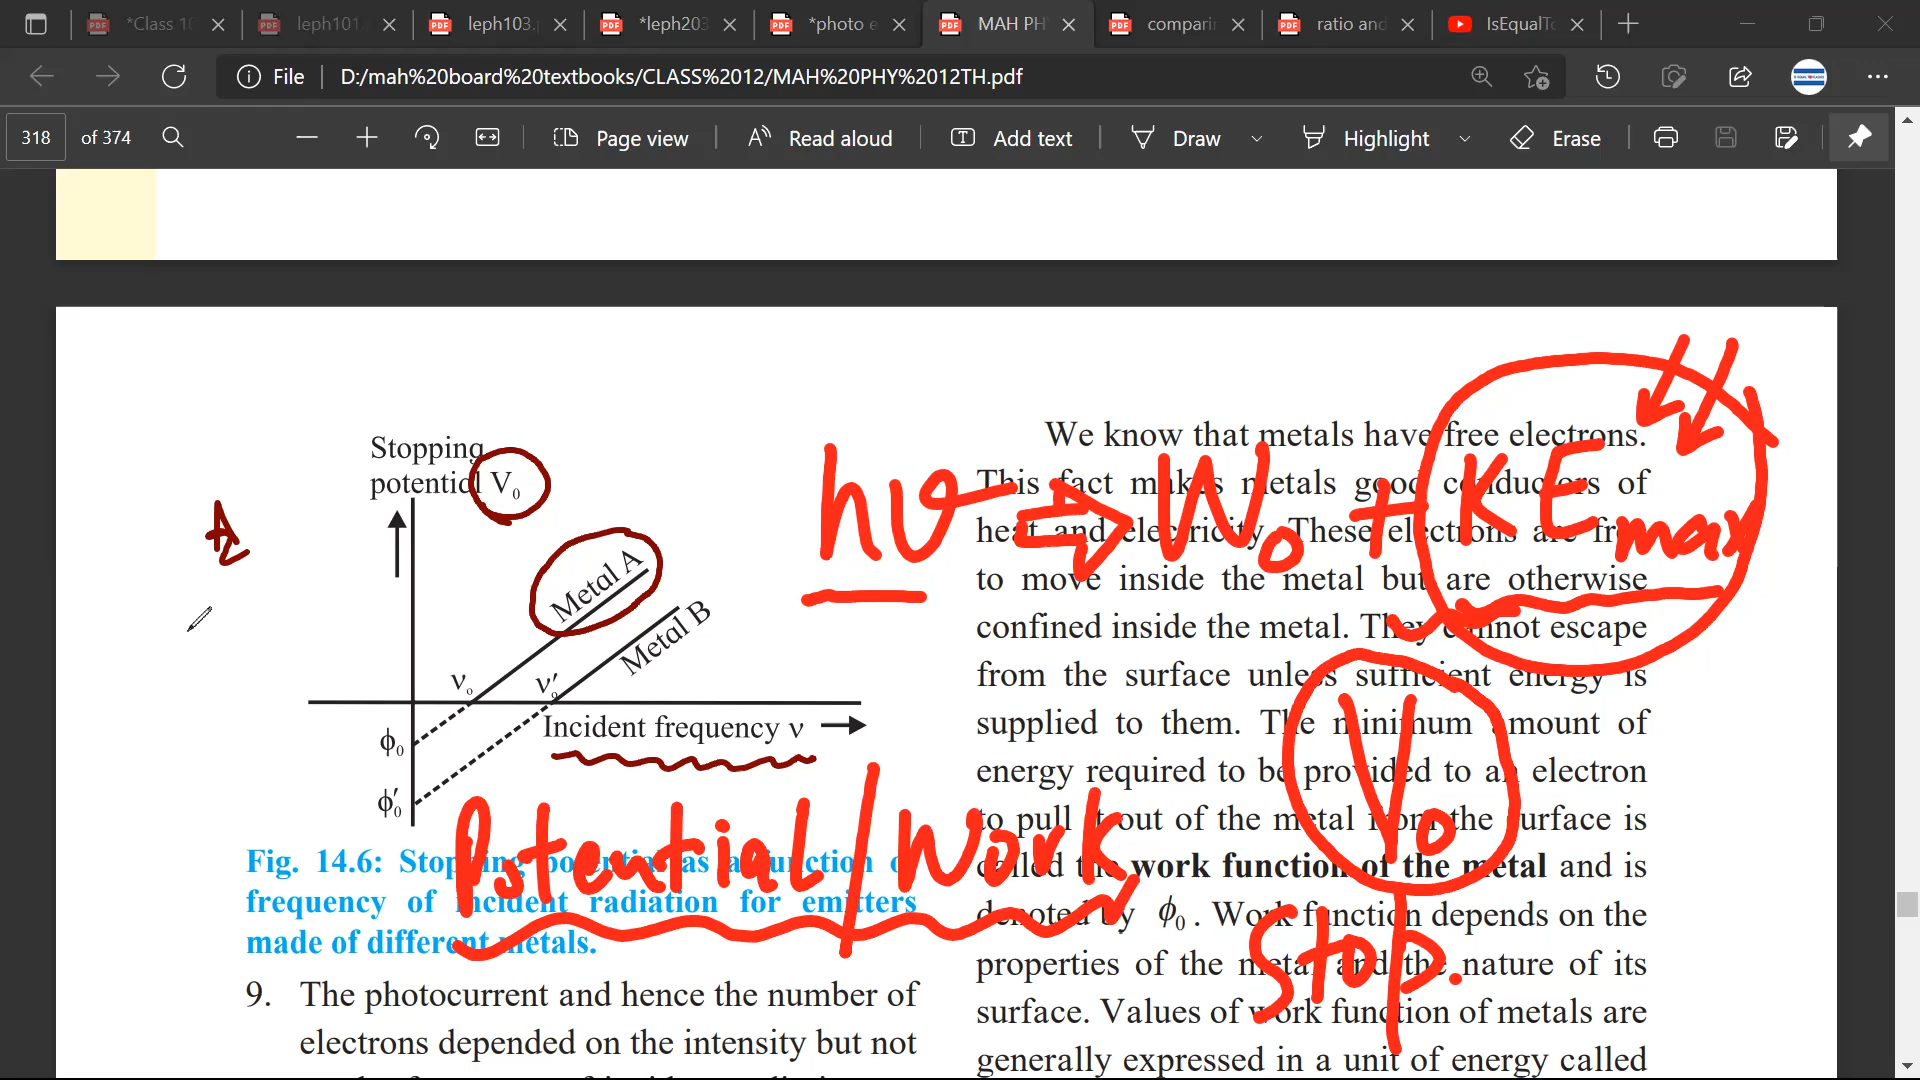 *Class 10
leph101.
leph103.p
*leph203
*photo e
MAH PH
comparin
ratio and
IsEqualTo
File
D:/mah%20board%20textbooks/CLASS%2012/MAH%20PHY%2012TH.pdf
318 of 374
Page view
Read aloud
Add text
Draw
Highlight
Erase
Stopping
potential V₀
Metal A
Metal B
ν₀
ν₀′
Incident frequency ν
ϕ₀
ϕ₀′
A
Fig. 14.6: Stopping potential as a function of
frequency of incident radiation for emitters
made of different metals.
9. The photocurrent and hence the number of
electrons depended on the intensity but not
We know that metals have free electrons.
This fact makes metals good conductors of
heat and electricity. These electrons are free
to move inside the metal but are otherwise
confined inside the metal. They cannot escape
from the surface unless sufficient energy is
supplied to them. The minimum amount of
energy required to be provided to an electron
to pull it out of the metal from the surface is
called the work function of the metal and is
denoted by ϕ₀. Work function depends on the
properties of the metal and the nature of its
surface. Values of work function of metals are
generally expressed in a unit of energy called
hν ⇒ W₀ + KEmax
V₀
Stop.
Potential/Work